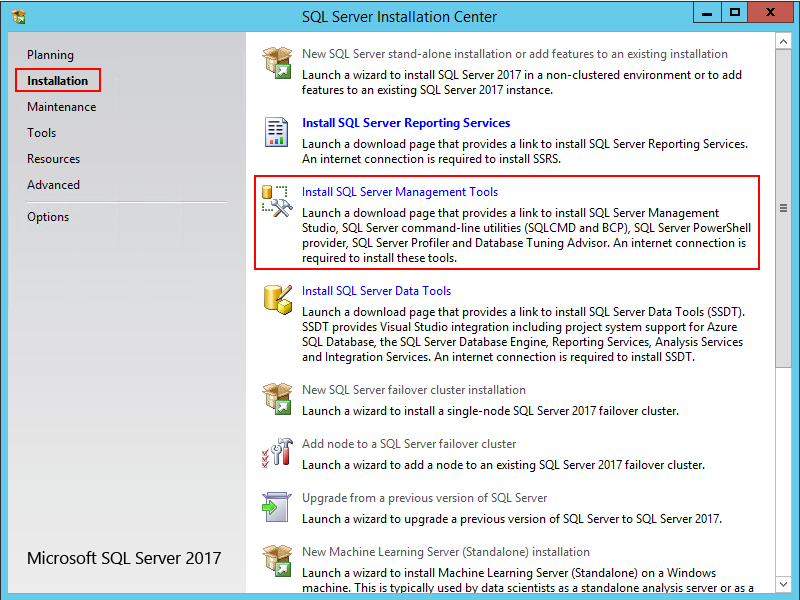 SQL Server Installation Center
Planning
Installation
Maintenance
Tools
Resources
Advanced
Options
Microsoft SQL Server 2017
New SQL Server stand-alone installation or add features to an existing installation
Launch a wizard to install SQL Server 2017 in a non-clustered environment or to add
features to an existing SQL Server 2017 instance.
Install SQL Server Reporting Services
Launch a download page that provides a link to install SQL Server Reporting Services.
An internet connection is required to install SSRS.
Install SQL Server Management Tools
Launch a download page that provides a link to install SQL Server Management
Studio, SQL Server command-line utilities (SQLCMD and BCP), SQL Server PowerShell
provider, SQL Server Profiler and Database Tuning Advisor. An internet connection is
required to install these tools.
Install SQL Server Data Tools
Launch a download page that provides a link to install SQL Server Data Tools (SSDT).
SSDT provides Visual Studio integration including project system support for Azure
SQL Database, the SQL Server Database Engine, Reporting Services, Analysis Services
and Integration Services. An internet connection is required to install SSDT.
New SQL Server failover cluster installation
Launch a wizard to install a single-node SQL Server 2017 failover cluster.
Add node to a SQL Server failover cluster
Launch a wizard to add a node to an existing SQL Server 2017 failover cluster.
Upgrade from a previous version of SQL Server
Launch a wizard to upgrade a previous version of SQL Server to SQL Server 2017.
New Machine Learning Server (Standalone) installation
Launch a wizard to install Machine Learning Server (Standalone) on a Windows
machine. This is typically used by data scientists as a standalone analysis server or as a